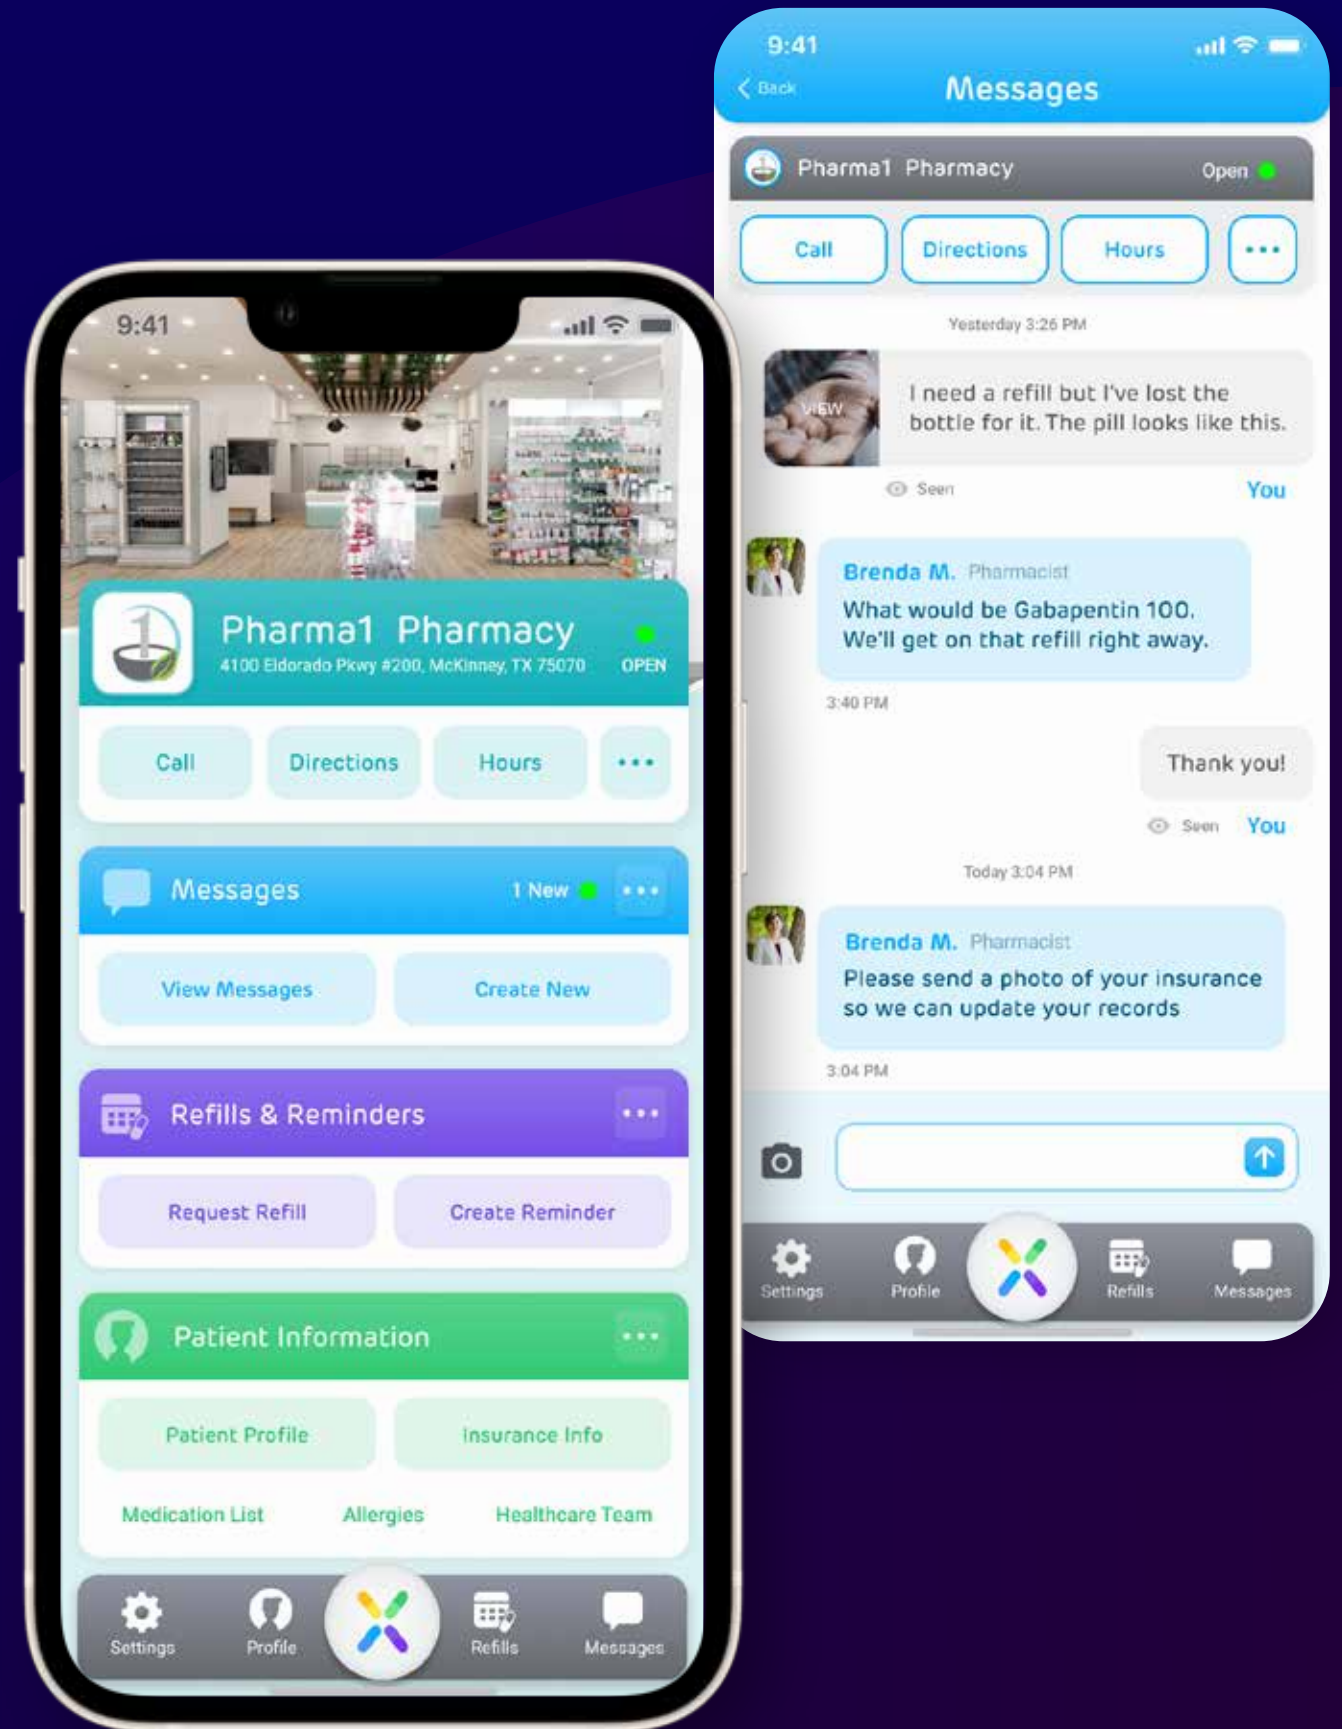 9:41
Pharma1 Pharmacy
4100 Eldorado Pkwy #200, McKinney, TX 75070
OPEN
Call
Directions
Hours
Messages
1 New
View Messages
Create New
Refills & Reminders
Request Refill
Create Reminder
Patient Information
Patient Profile
Insurance Info
Medication List
Allergies
Healthcare Team
Settings
Profile
Refills
Messages
9:41
Back
Messages
Pharma1 Pharmacy
Open
Call
Directions
Hours
Yesterday 3:26 PM
VIEW
I need a refill but I've lost the
bottle for it. The pill looks like this.
Seen
You
Brenda M. Pharmacist
What would be Gabapentin 100.
We'll get on that refill right away.
3:40 PM
Thank you!
Seen
You
Today 3:04 PM
Brenda M. Pharmacist
Please send a photo of your insurance
so we can update your records
3:04 PM
Settings
Profile
Refills
Messages